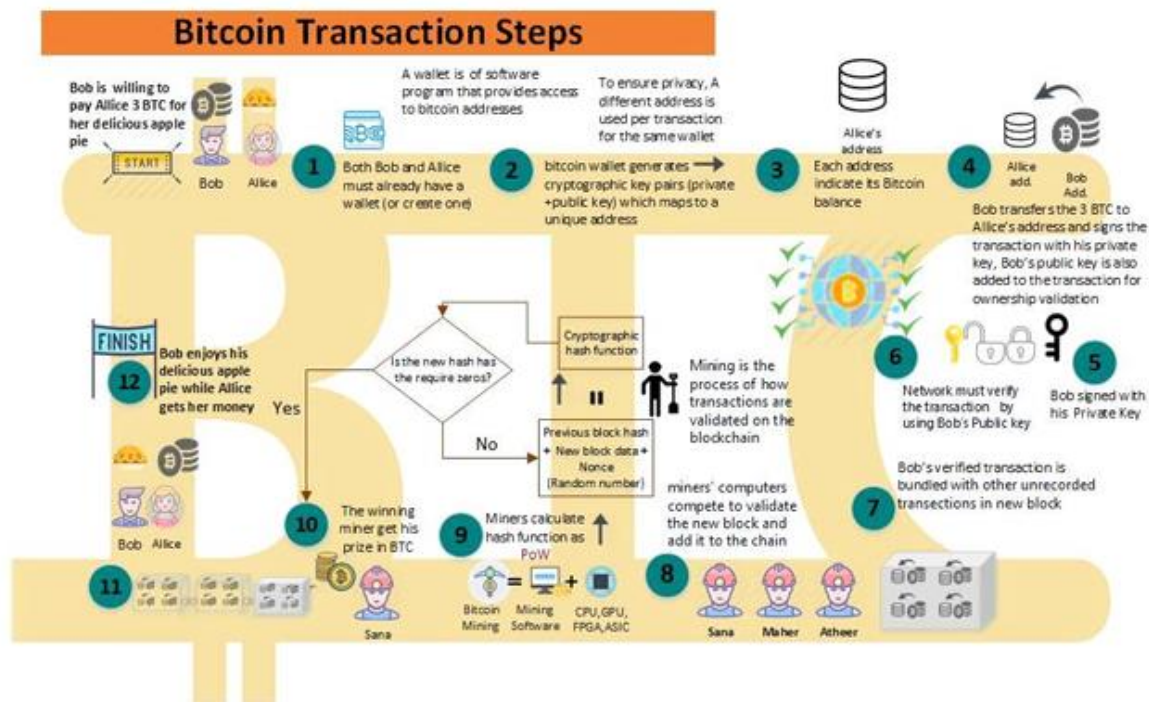 Bitcoin Transaction Steps
Bob is willing to
pay Allice 3 BTC for
her delicious apple
pie
START
Bob
Alice
A wallet is of software
program that provides access
to bitcoin addresses
1
Both Bob and Allice
must already have a
wallet (or create one)
To ensure privacy, A
different address is
used per transaction
for the same wallet
2
bitcoin wallet generates
cryptographic key pairs (private
+public key) which maps to a
unique address
Allce's
address
3
Each address
indicate its Bitcoin
balance
4
Allice
add.
Bob
Add.
Bob transfers the 3 BTC to
Allice's address and signs the
transaction with his private
key, Bob's public key is also
added to the transaction for
ownership validation
5
Bob signed with
his Private Key
6
Network must verify
the transaction by
using Bob's Public key
7
Bob's verified transaction is
bundled with other unrecorded
transections in new block
8
miners' computers
compete to validate
the new block and
add it to the chain
Sana
Maher
Atheer
Mining is the
process of how
transactions are
validated on the
blockchain
9
Miners calculate
hash function as
PoW
Bitcoin
Mining
=
Mining
Software
+
CPU,GPU,
FPGA,ASIC
Previous block hash
+ New block data +
Nonce
(Random number)
Cryptographic
hash function
Is the new hash has
the require zeros?
No
Yes
10
The winning
miner get his
prize in BTC
Sana
11
Bob Alice
FINISH
12
Bob enjoys his
delicious apple
pie while Allice
gets her money